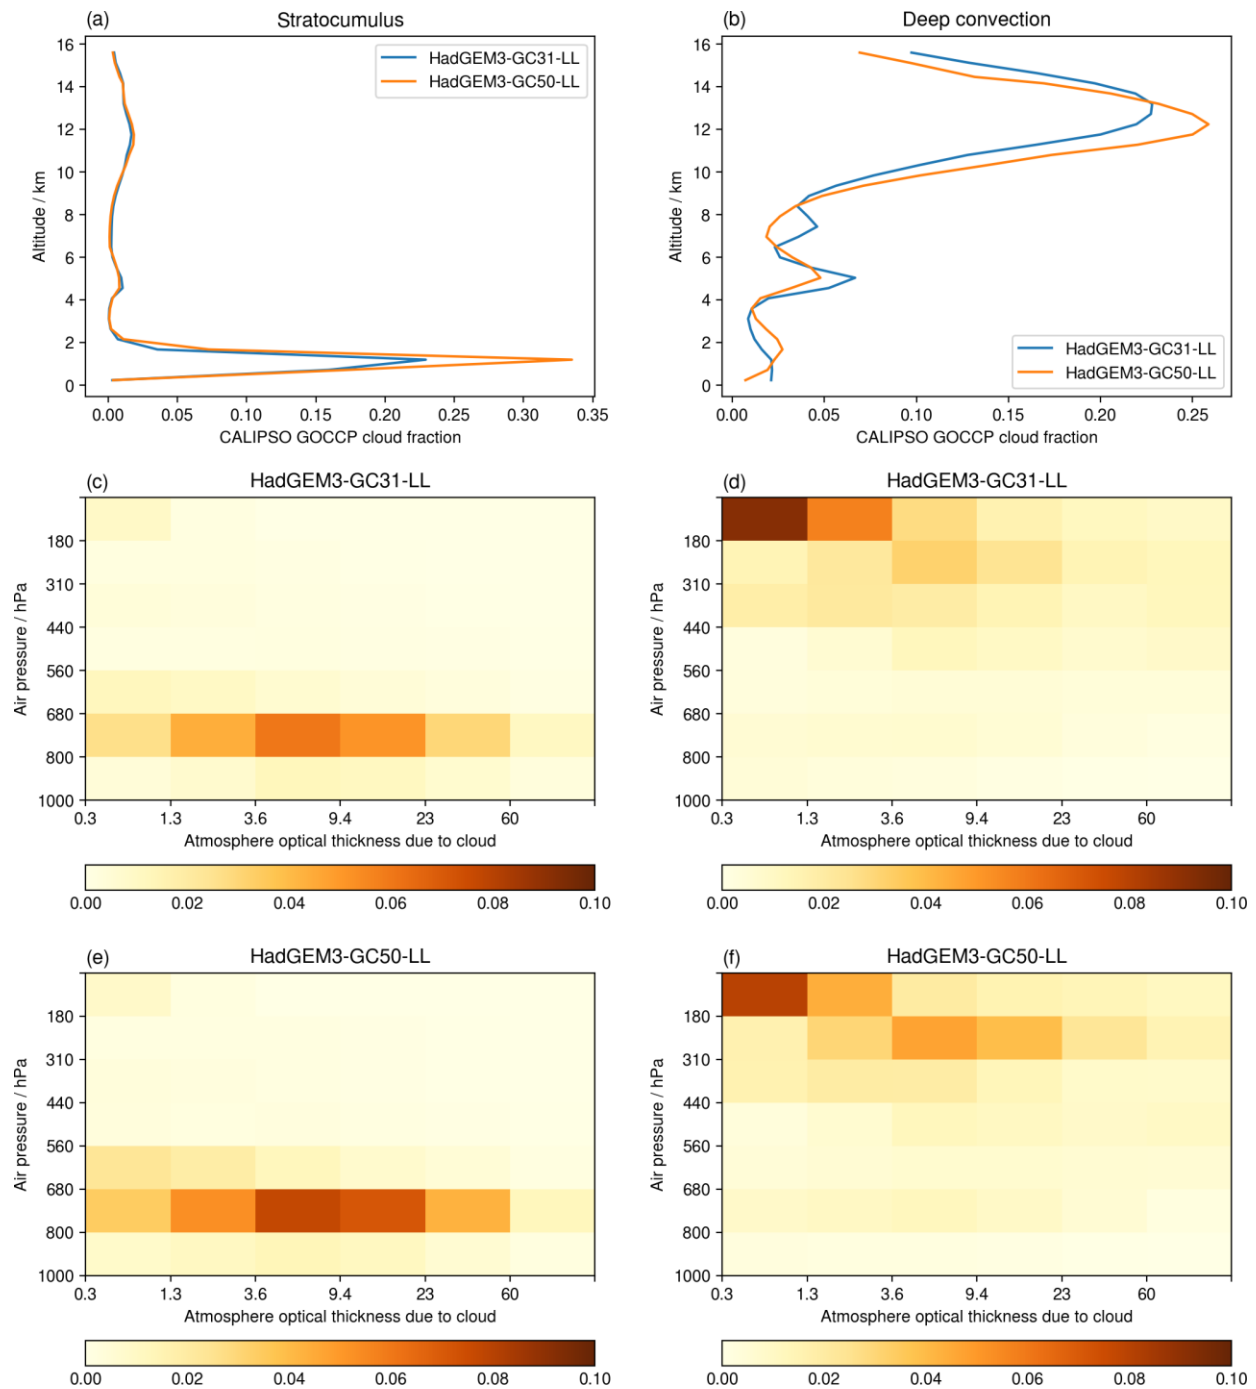 (a) Stratocumulus
16
14
12
10
8
6
4
2
0
Altitude / km
HadGEM3-GC31-LL
HadGEM3-GC50-LL
0.00 0.05 0.10 0.15 0.20 0.25 0.30 0.35
CALIPSO GOCCP cloud fraction
(b) Deep convection
16
14
12
10
8
6
4
2
0
Altitude / km
HadGEM3-GC31-LL
HadGEM3-GC50-LL
0.00 0.05 0.10 0.15 0.20 0.25
CALIPSO GOCCP cloud fraction
(c) HadGEM3-GC31-LL
180
310
440
560
680
800
1000
Air pressure / hPa
0.3 1.3 3.6 9.4 23 60
Atmosphere optical thickness due to cloud
0.00 0.02 0.04 0.06 0.08 0.10
(d) HadGEM3-GC31-LL
180
310
440
560
680
800
1000
Air pressure / hPa
0.3 1.3 3.6 9.4 23 60
Atmosphere optical thickness due to cloud
0.00 0.02 0.04 0.06 0.08 0.10
(e) HadGEM3-GC50-LL
180
310
440
560
680
800
1000
Air pressure / hPa
0.3 1.3 3.6 9.4 23 60
Atmosphere optical thickness due to cloud
0.00 0.02 0.04 0.06 0.08 0.10
(f) HadGEM3-GC50-LL
180
310
440
560
680
800
1000
Air pressure / hPa
0.3 1.3 3.6 9.4 23 60
Atmosphere optical thickness due to cloud
0.00 0.02 0.04 0.06 0.08 0.10